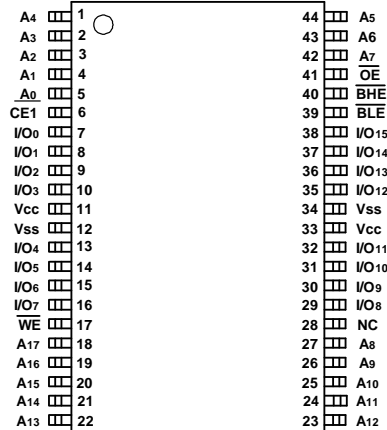 A4 1 44 A5
A3 2 43 A6
A2 3 42 A7
A1 4 41 OE
A0 5 40 BHE
CE1 6 39 BLE
I/O0 7 38 I/O15
I/O1 8 37 I/O14
I/O2 9 36 I/O13
I/O3 10 35 I/O12
Vcc 11 34 Vss
Vss 12 33 Vcc
I/O4 13 32 I/O11
I/O5 14 31 I/O10
I/O6 15 30 I/O9
I/O7 16 29 I/O8
WE 17 28 NC
A17 18 27 A8
A16 19 26 A9
A15 20 25 A10
A14 21 24 A11
A13 22 23 A12